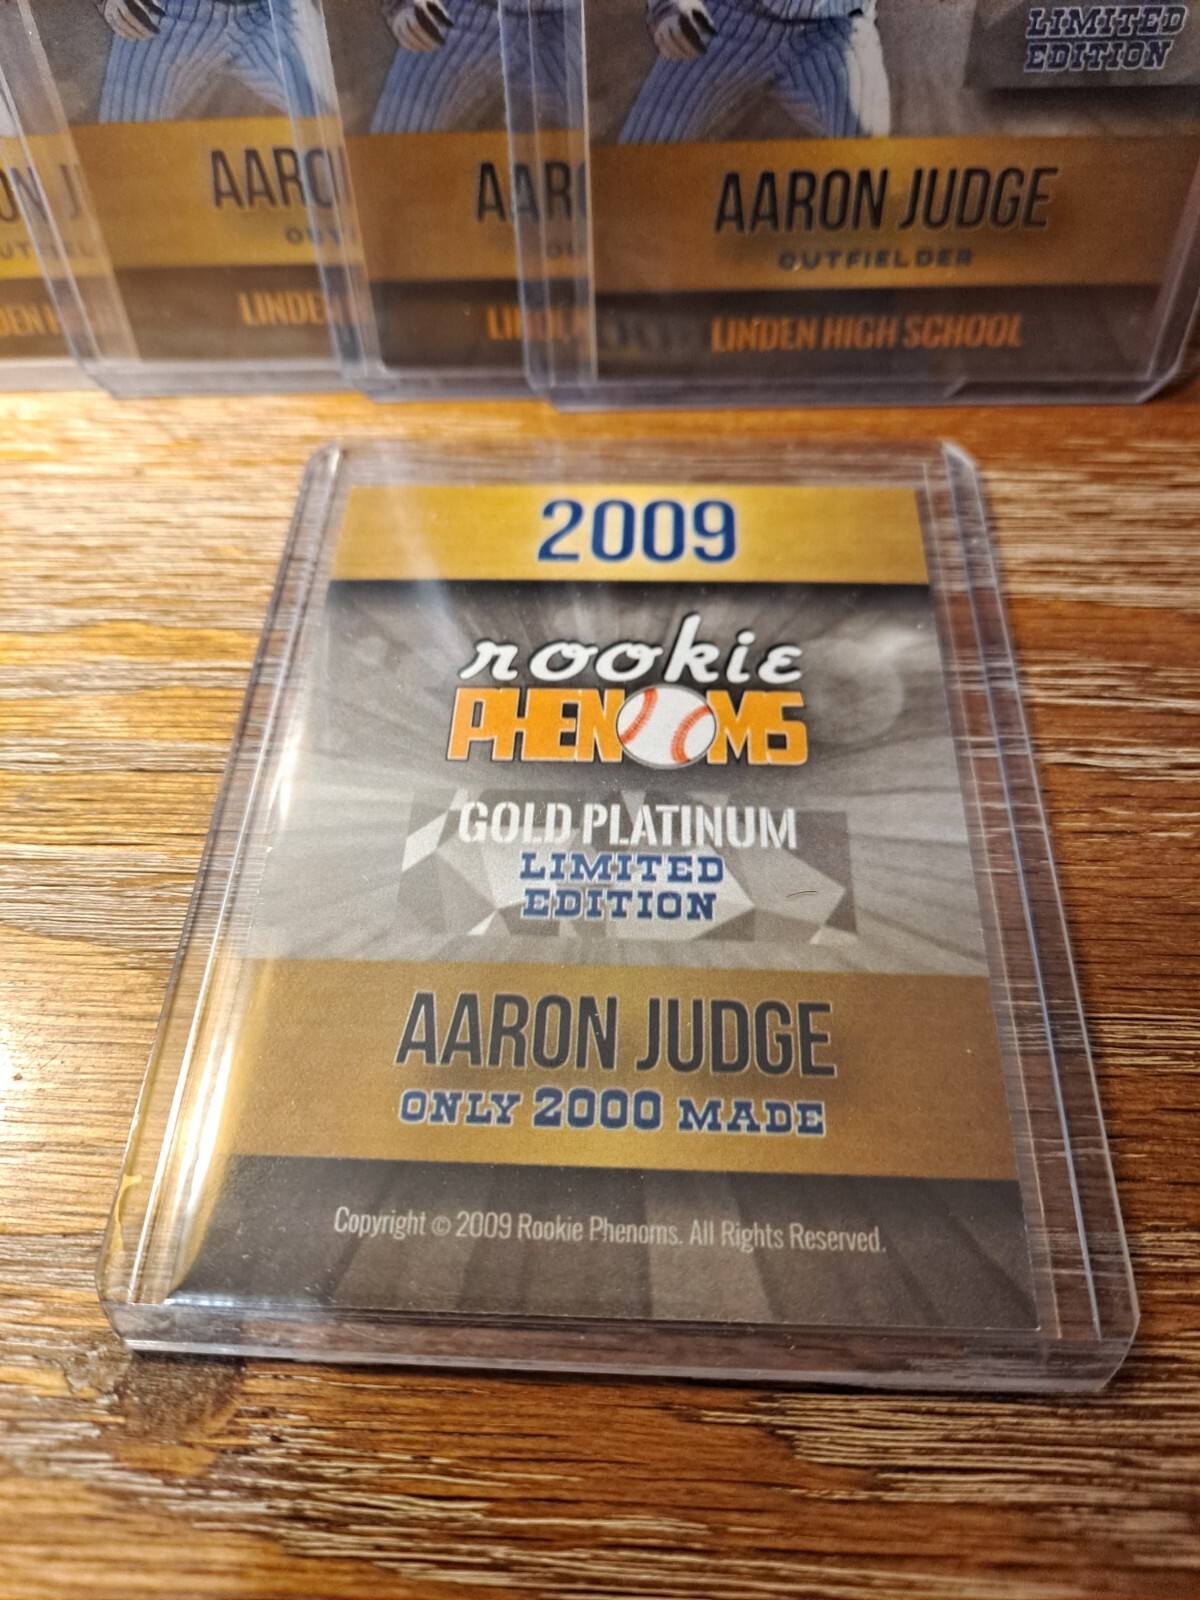 LIMITED
EDITION
AARON JUDGE
OUTFIELDER
LINDEN HIGH SCHOOL
2009
rookie
PHENOMS
GOLD PLATINUM
LIMITED
EDITION
AARON JUDGE
ONLY 2000 MADE
Copyright © 2009 Rookie Phenoms. All Rights Reserved.